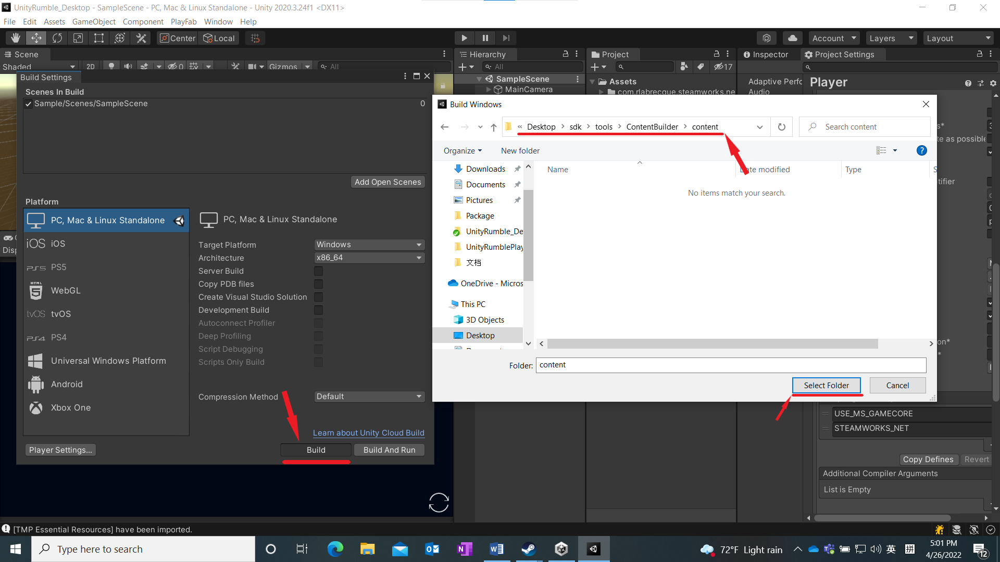 UnityRumble_Desktop - SampleScene - PC, Mac & Linux Standalone - Unity 2020.3.24f1 <DX11>
File Edit Assets GameObject Component PlayFab Window Help
Center Local Account Layers Layout
Scene Hierarchy Project Inspector Project Settings
Shaded 2D 0 Gizmos All All 17
Build Settings
SampleScene Assets Adaptive Perfo Player
MainCamera com.rlabrecque.steamworks.ne Audio
Scenes In Build
Sample/Scenes/SampleScene 0
Add Open Scenes
Platform
PC, Mac & Linux Standalone
iOS iOS
PS5 PS5
HTML
5 WebGL
tvOS tvOS
PS4 PS4
Universal Windows Platform
Android
Xbox One
PC, Mac & Linux Standalone
Target Platform Windows
Architecture x86_64
Server Build
Copy PDB files
Create Visual Studio Solution
Development Build
Autoconnect Profiler
Deep Profiling
Script Debugging
Scripts Only Build
Compression Method Default
Learn about Unity Cloud Build
Player Settings... Build Build And Run
Build Windows
« Desktop > sdk > tools > ContentBuilder > content Search content
Organize New folder
Name Date modified Type S
No items match your search.
Downloads
Documents
Pictures
Package
UnityRumble_De
UnityRumblePlay
文档
OneDrive - Micros
This PC
3D Objects
Desktop
Folder: content
Select Folder Cancel
s*
te as possible
tifier
on*
USE_MS_GAMECORE
STEAMWORKS_NET
Copy Defines Revert
Additional Compiler Arguments
List is Empty
[TMP Essential Resources] have been imported.
Type here to search
72°F Light rain 英 拼
5:01 PM
4/26/2022
12